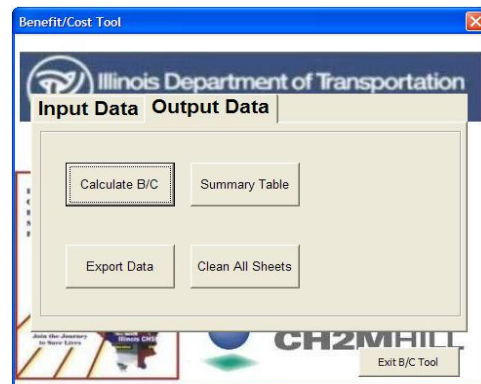 Benefit/Cost Tool
Illinois Department of Transportation
Input Data Output Data
Calculate B/C Summary Table
Export Data Clean All Sheets
Join the Journey
to Save Lives
Illinois
CH2MHILL
Exit B/C Tool